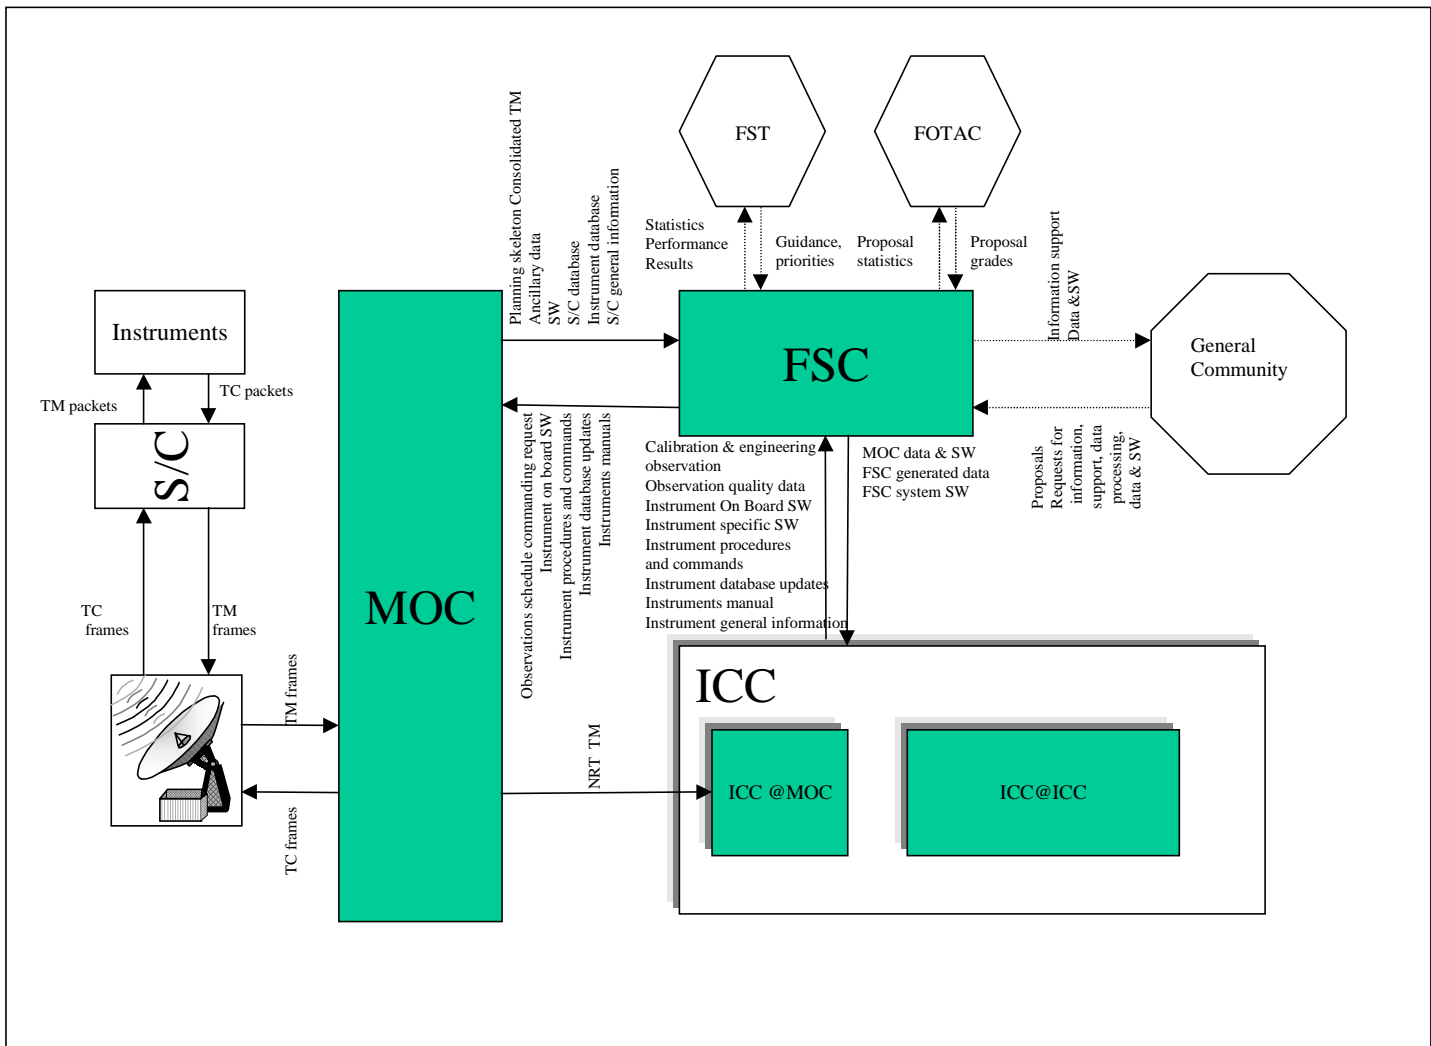 FST
FOTAC
Planning skeleton Consolidated TM
Ancillary data
SW
S/C database
Instrument database
S/C general information
Statistics
Performance
Results
Guidance,
priorities
Proposal
statistics
Proposal
grades
Information support
Data &SW
Instruments
TM packets
TC packets
S/C
TC
frames
TM
frames
TM frames
TC frames
MOC
FSC
General
Community
Observations schedule commanding request
Instrument on board SW
Instrument procedures and commands
Instrument database updates
Instruments manuals
Calibration & engineering
observation
Observation quality data
Instrument On Board SW
Instrument specific SW
Instrument procedures
and commands
Instrument database updates
Instruments manual
Instrument general information
MOC data & SW
FSC generated data
FSC system SW
Proposals
Requests for
information,
support, data
processing,
data & SW
NRT TM
ICC
ICC @MOC
ICC@ICC